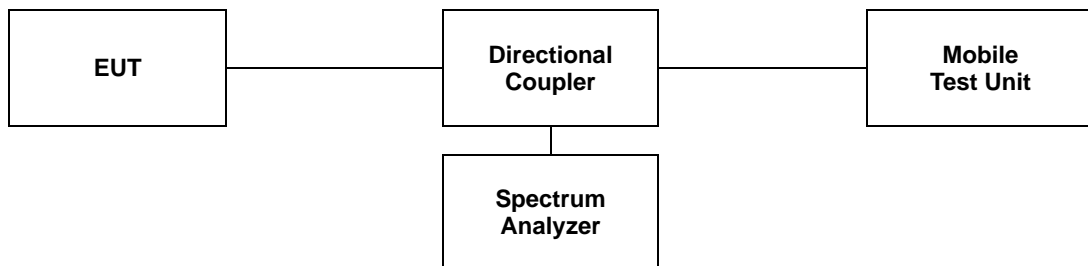 EUT
Directional
Coupler
Mobile
Test Unit
Spectrum
Analyzer